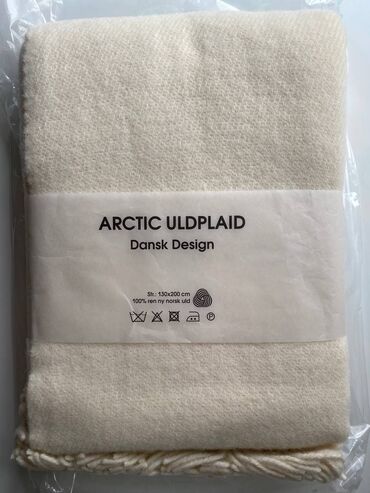 ARCTIC ULDPLAID
Dansk Design
Str.: 130x200 cm
100% ren ny norsk uld
P